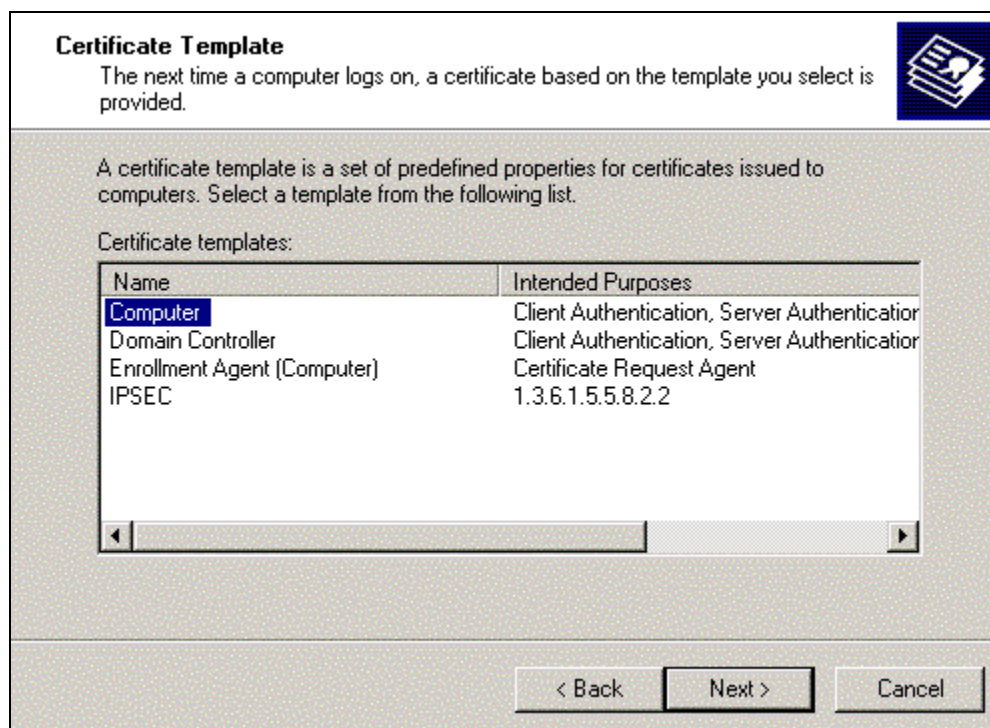 Certificate Template
The next time a computer logs on, a certificate based on the template you select is
provided.
A certificate template is a set of predefined properties for certificates issued to
computers. Select a template from the following list.
Certificate templates:
Name Intended Purposes
Computer Client Authentication, Server Authentication
Domain Controller Client Authentication, Server Authentication
Enrollment Agent (Computer) Certificate Request Agent
IPSEC 1.3.6.1.5.5.8.2.2
< Back Next > Cancel